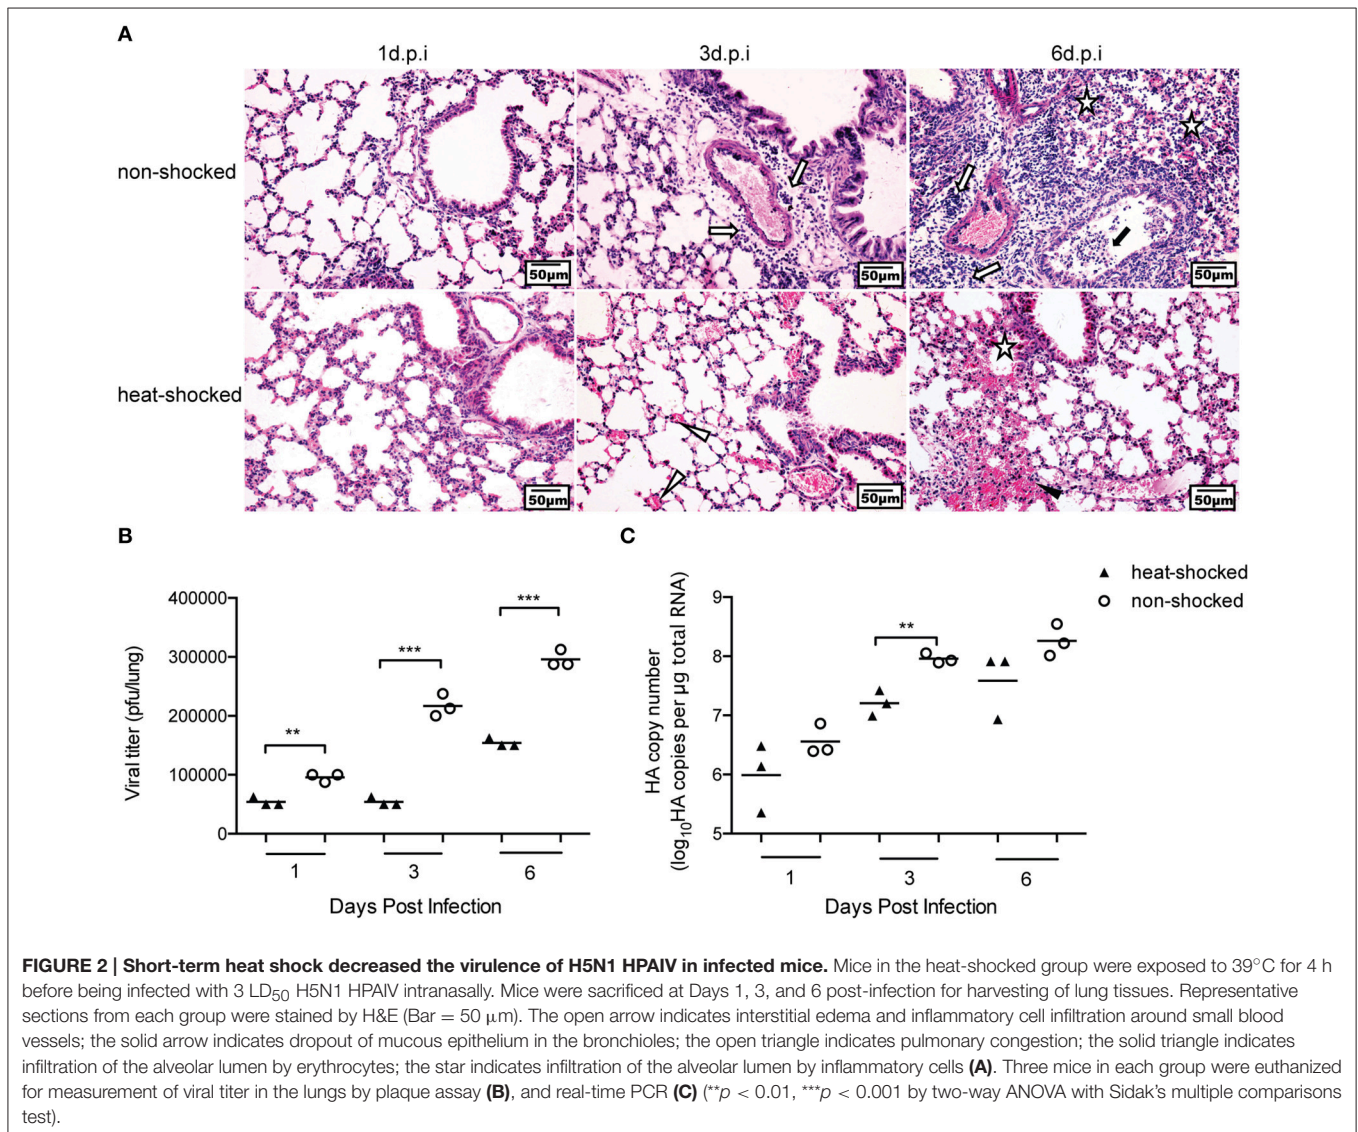 A
1d.p.i
3d.p.i
6d.p.i
non-shocked
50μm
50μm
50μm
heat-shocked
50μm
50μm
50μm
B
Viral titer (pfu/lung)
400000
300000
200000
100000
0
**
***
***
1
3
6
Days Post Infection
C
HA copy number
(log10HA copies per μg total RNA)
9
8
7
6
5
**
1
3
6
Days Post Infection
heat-shocked
non-shocked
FIGURE 2 | Short-term heat shock decreased the virulence of H5N1 HPAIV in infected mice. Mice in the heat-shocked group were exposed to 39°C for 4 h
before being infected with 3 LD50 H5N1 HPAIV intranasally. Mice were sacrificed at Days 1, 3, and 6 post-infection for harvesting of lung tissues. Representative
sections from each group were stained by H&E (Bar = 50 μm). The open arrow indicates interstitial edema and inflammatory cell infiltration around small blood
vessels; the solid arrow indicates dropout of mucous epithelium in the bronchioles; the open triangle indicates pulmonary congestion; the solid triangle indicates
infiltration of the alveolar lumen by erythrocytes; the star indicates infiltration of the alveolar lumen by inflammatory cells (A). Three mice in each group were euthanized
for measurement of viral titer in the lungs by plaque assay (B), and real-time PCR (C) (**p < 0.01, ***p < 0.001 by two-way ANOVA with Sidak's multiple comparisons
test).